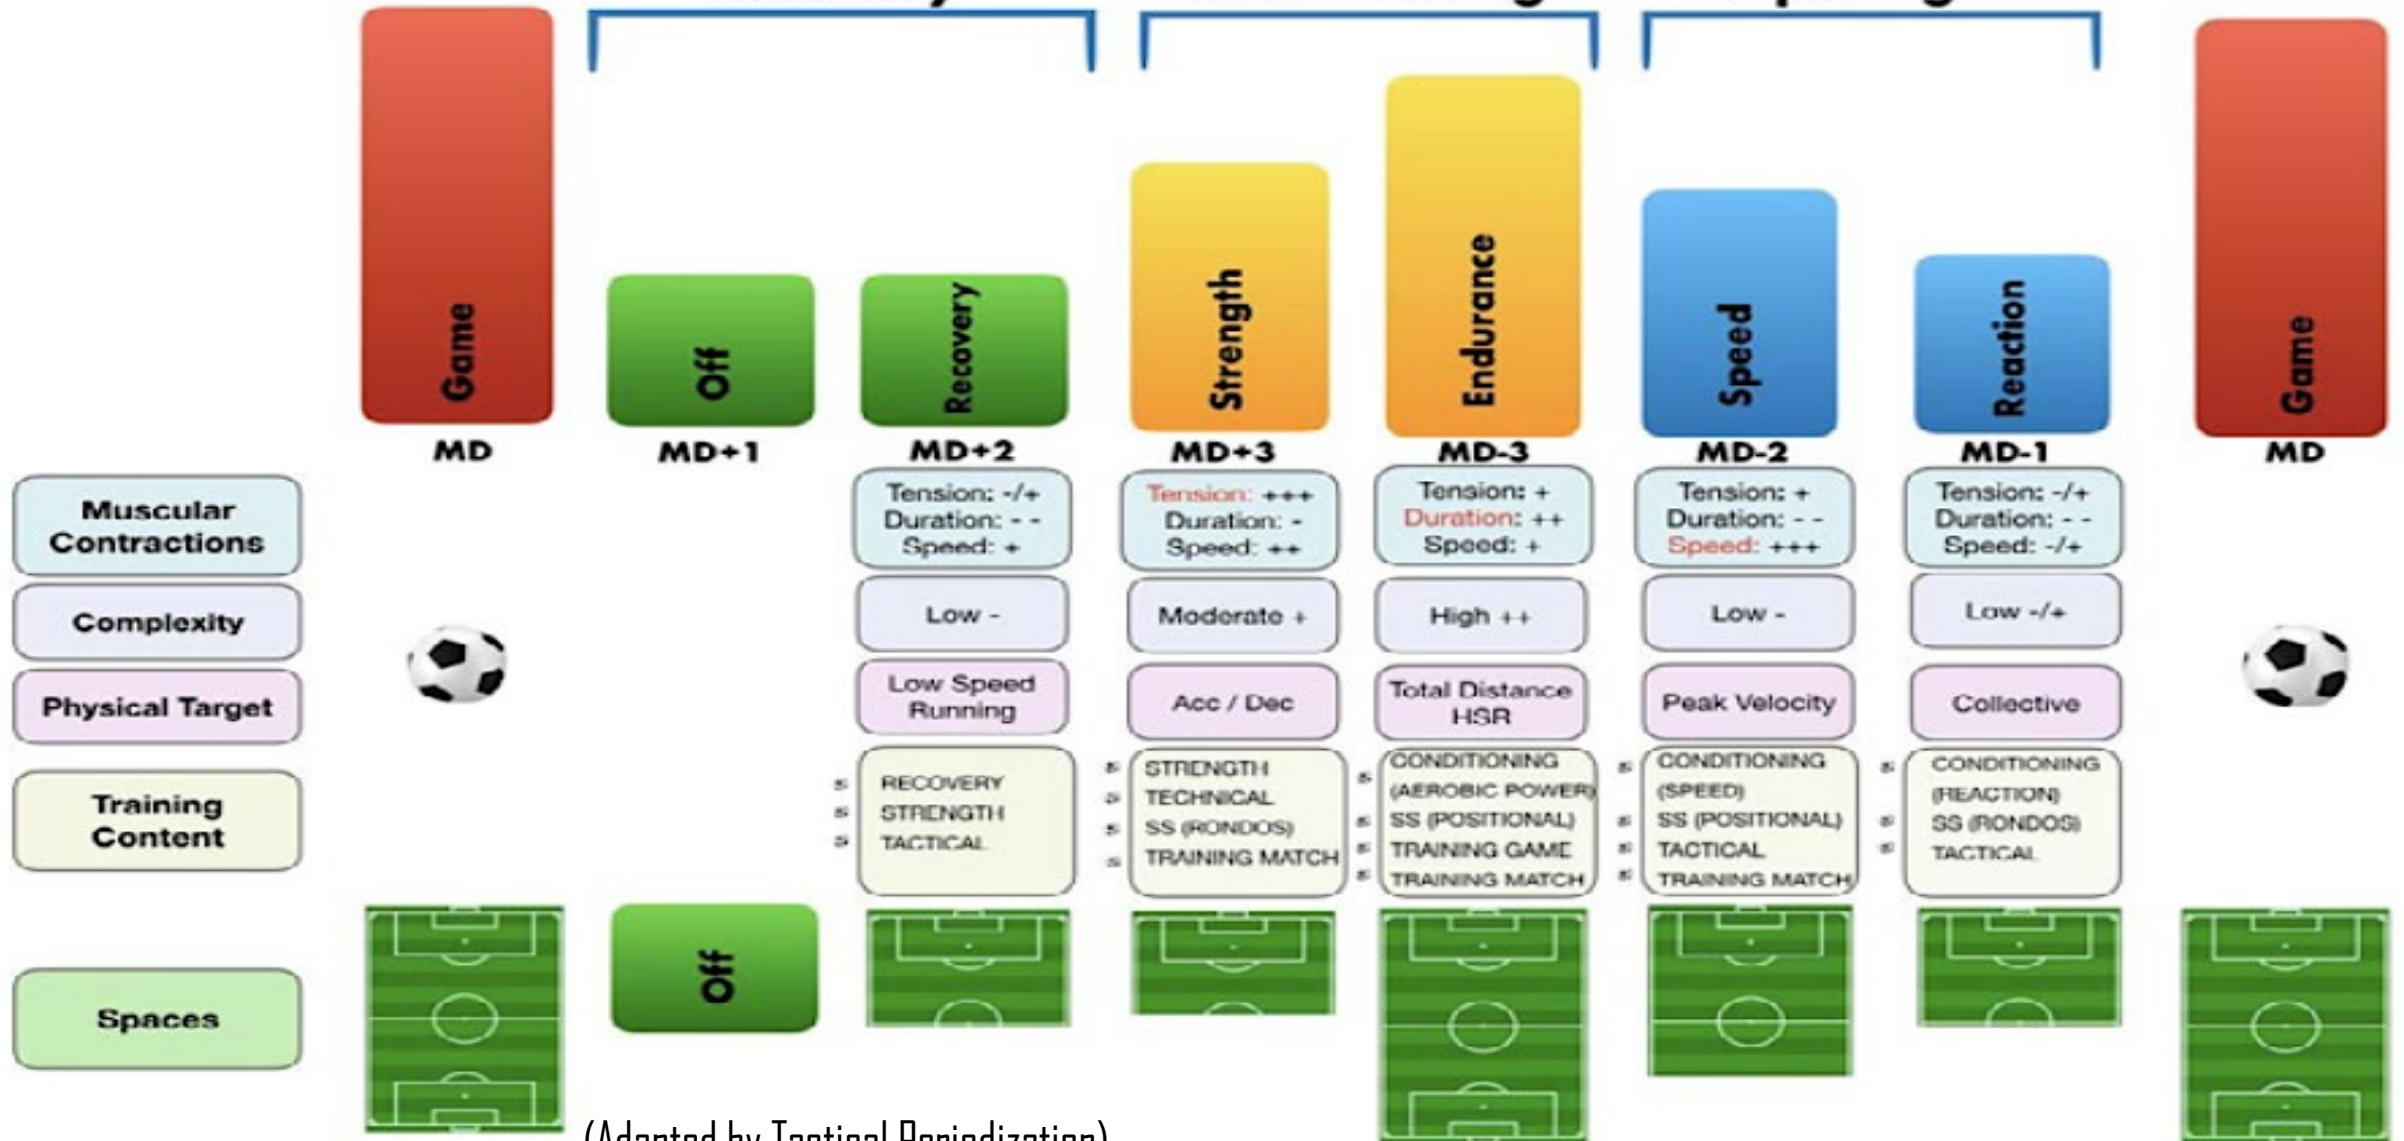 Game
Off
Recovery
Strength
Endurance
Speed
Reaction
Game
MD
MD+1
MD+2
MD+3
MD-3
MD-2
MD-1
MD
Muscular
Contractions
Tension: -/+
Duration: - -
Speed: +
Tension: +++
Duration: -
Speed: ++
Tension: +
Duration: ++
Speed: +
Tension: +
Duration: - -
Speed: +++
Tension: -/+
Duration: - -
Speed: -/+
Complexity
Low -
Moderate +
High ++
Low -
Low -/+
Physical Target
Low Speed
Running
Acc / Dec
Total Distance
HSR
Peak Velocity
Collective
Training
Content
RECOVERY
STRENGTH
TACTICAL
STRENGTH
TECHNICAL
SS (RONDOS)
TRAINING MATCH
CONDITIONING
(AEROBIC POWER)
SS (POSITIONAL)
TRAINING GAME
TRAINING MATCH
CONDITIONING
(SPEED)
SS (POSITIONAL)
TACTICAL
TRAINING MATCH
CONDITIONING
(REACTION)
SS (RONDOS)
TACTICAL
Spaces
Off
(Adapted by Tactical Periodization)